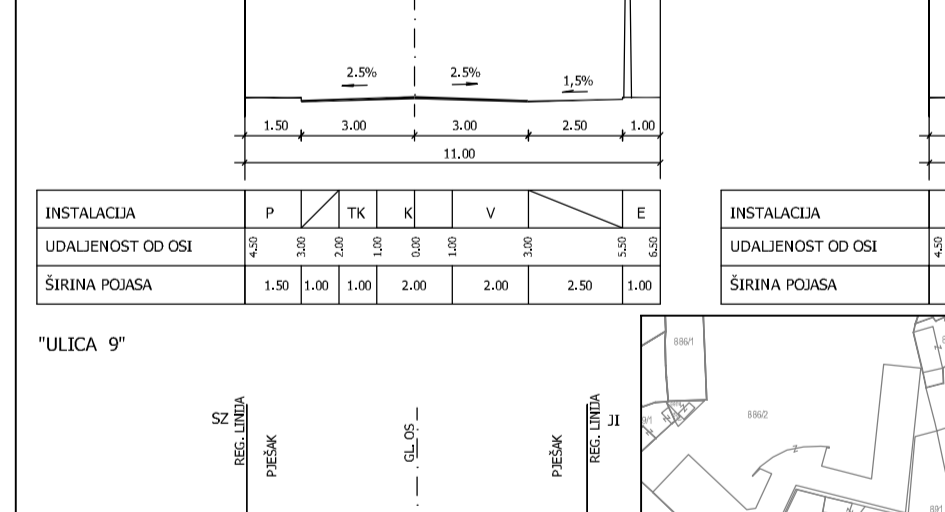 2.5% 2.5% 1,5%
1.50 3.00 3.00 2.50 1.00
11.00
INSTALACIJA P TK K V E
UDALJENOST OD OSI 4.50 3.00 2.00 1.00 0.00 1.00 3.00 5.50 6.50
ŠIRINA POJASA 1.50 1.00 1.00 2.00 2.00 2.50 1.00
INSTALACIJA
UDALJENOST OD OSI 4.50
ŠIRINA POJASA
"ULICA 9"
SZ REG. LINIJA PJEŠAK GL OS PJEŠAK REG. LINIJA JI
886/1
886/2